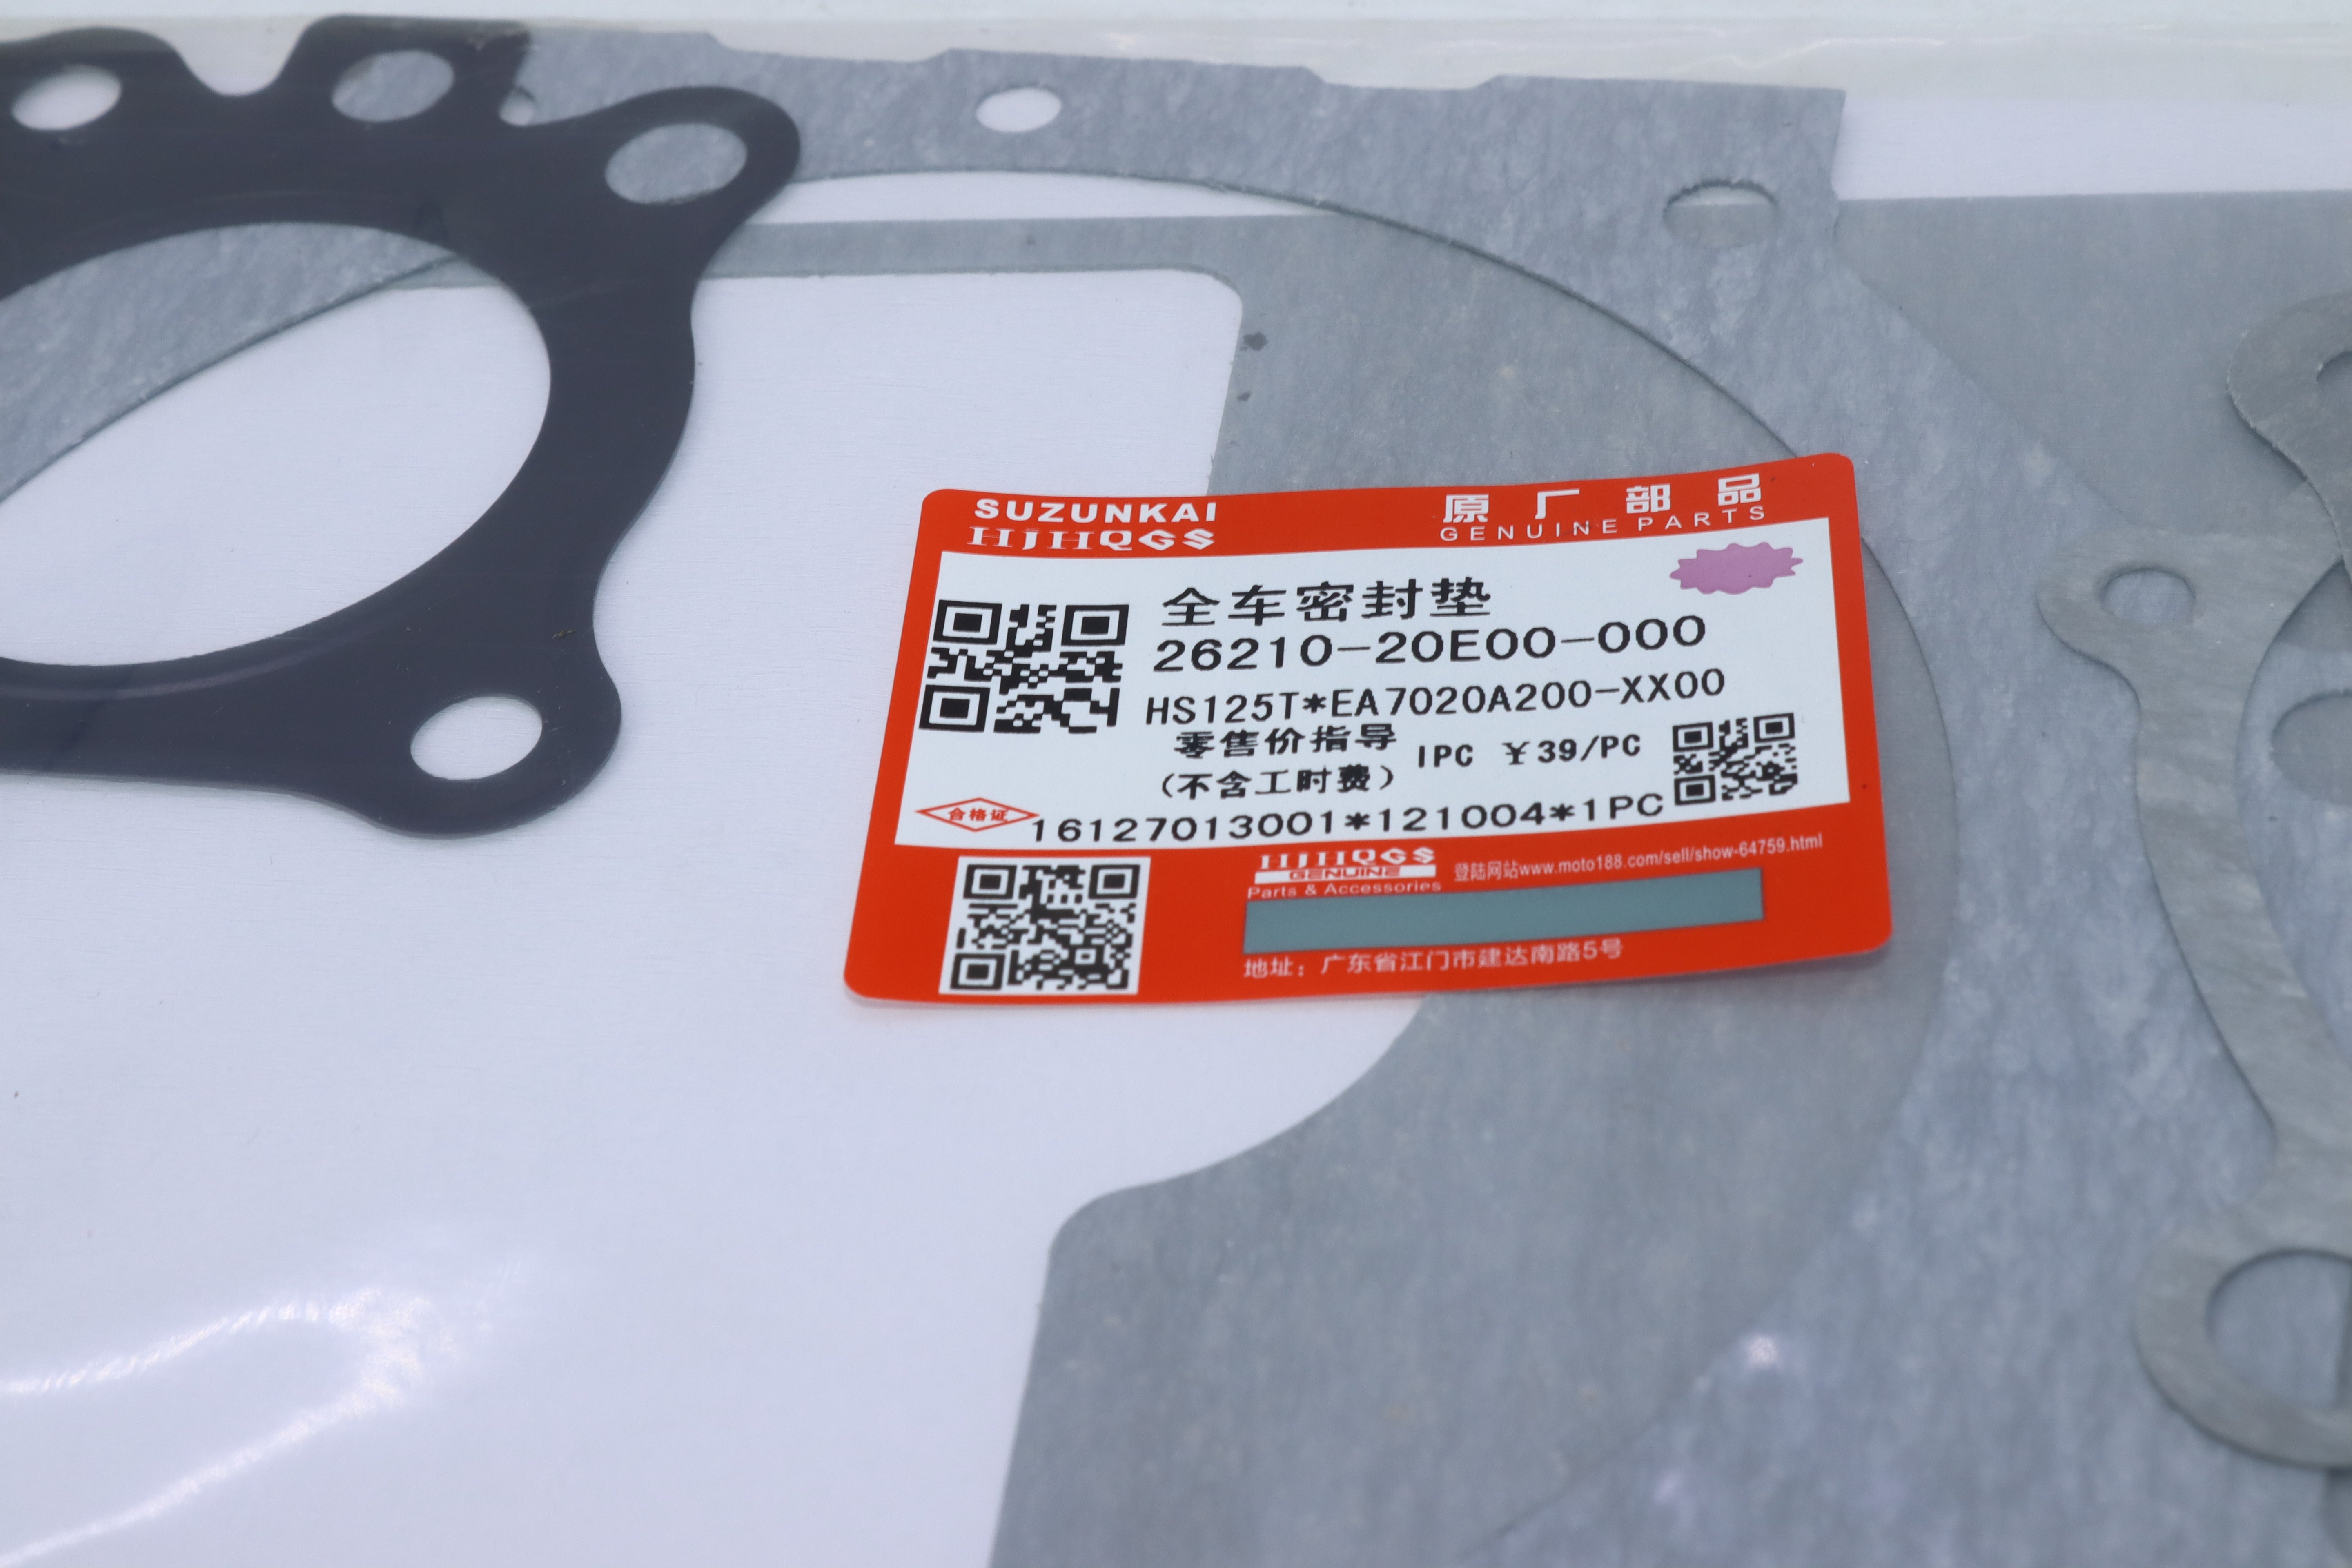 SUZUNKAI
HJHQGS
原厂部品
GENUINE PARTS
全车密封垫
26210-20E00-000
HS125T*EA7020A200-XX00
零售价指导
(不含工时费)
1PC ￥39/PC
合格证
16127013001*121004*1PC
HJHQGS
GENUINE
Parts & Accessories
登陆网站www.moto188.com/sell/show-64759.html
地址：广东省江门市建达南路5号